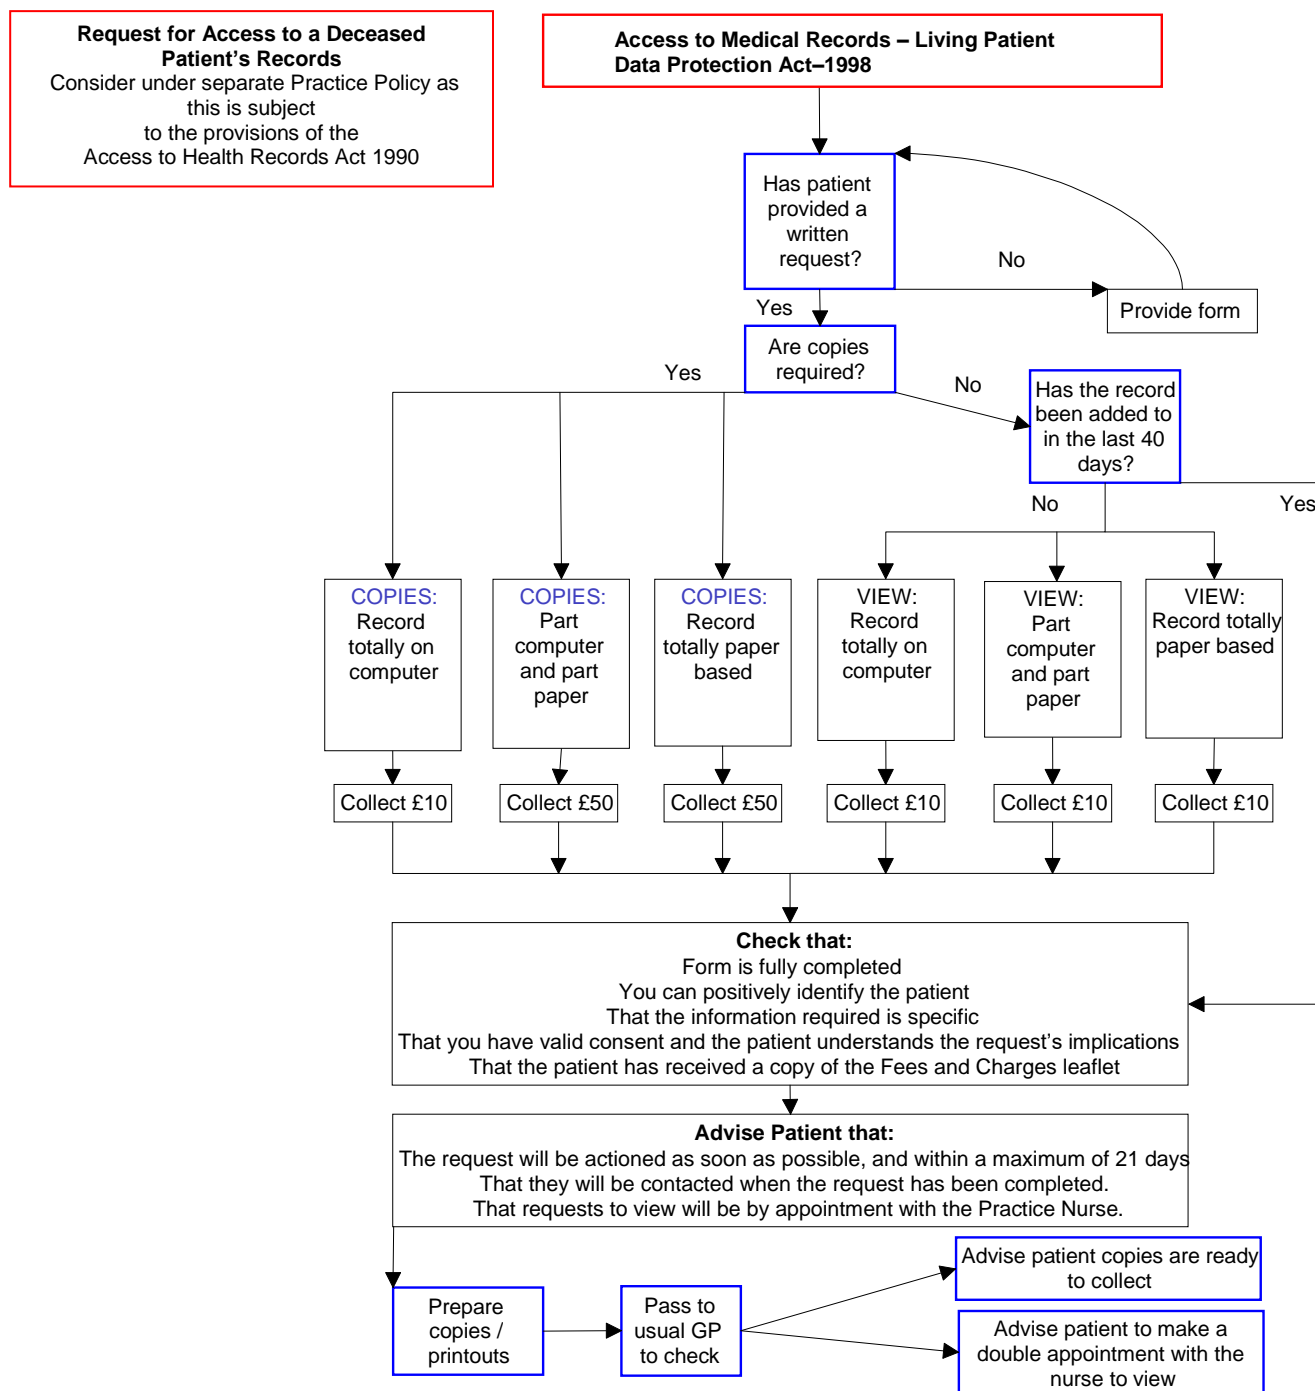 Request for Access to a Deceased
Patient's Records
Consider under separate Practice Policy as
this is subject
to the provisions of the
Access to Health Records Act 1990
Access to Medical Records – Living Patient
Data Protection Act–1998
Has patient
provided a
written
request?
No
Provide form
Yes
Are copies
required?
Yes
No
Has the record
been added to
in the last 40
days?
No
Yes
COPIES:
Record
totally on
computer
COPIES:
Part
computer
and part
paper
COPIES:
Record
totally paper
based
VIEW:
Record
totally on
computer
VIEW:
Part
computer
and part
paper
VIEW:
Record totally
paper based
Collect £10
Collect £50
Collect £50
Collect £10
Collect £10
Collect £10
Check that:
Form is fully completed
You can positively identify the patient
That the information required is specific
That you have valid consent and the patient understands the request's implications
That the patient has received a copy of the Fees and Charges leaflet
Advise Patient that:
The request will be actioned as soon as possible, and within a maximum of 21 days
That they will be contacted when the request has been completed.
That requests to view will be by appointment with the Practice Nurse.
Prepare
copies /
printouts
Pass to
usual GP
to check
Advise patient copies are ready
to collect
Advise patient to make a
double appointment with the
nurse to view